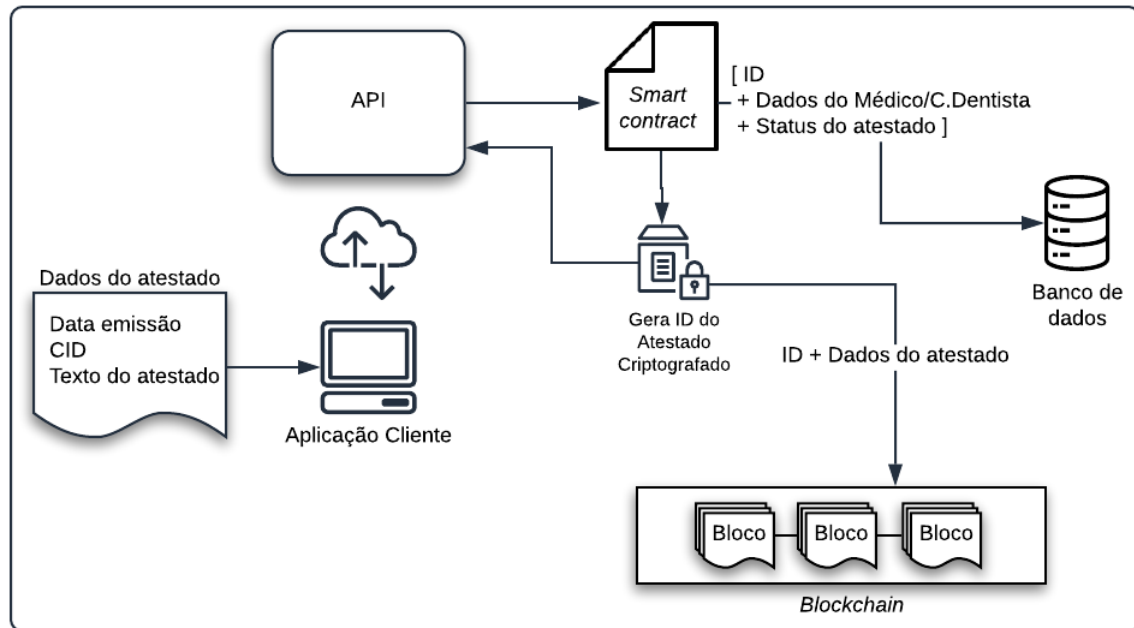 API
Smart
contract
[ ID
+ Dados do Médico/C.Dentista
+ Status do atestado ]
Banco de
dados
Dados do atestado
Data emissão
CID
Texto do atestado
Aplicação Cliente
Gera ID do
Atestado
Criptografado
ID + Dados do atestado
Bloco
Bloco
Bloco
Blockchain